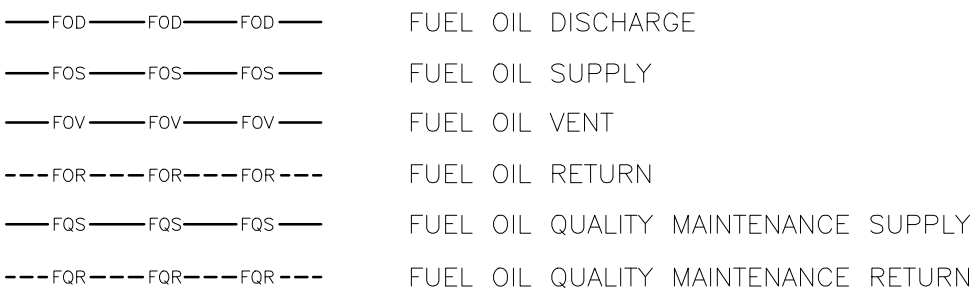 FOD FOD FOD FUEL OIL DISCHARGE
FOS FOS FOS FUEL OIL SUPPLY
FOV FOV FOV FUEL OIL VENT
FOR FOR FOR FUEL OIL RETURN
FQS FQS FQS FUEL OIL QUALITY MAINTENANCE SUPPLY
FQR FQR FQR FUEL OIL QUALITY MAINTENANCE RETURN